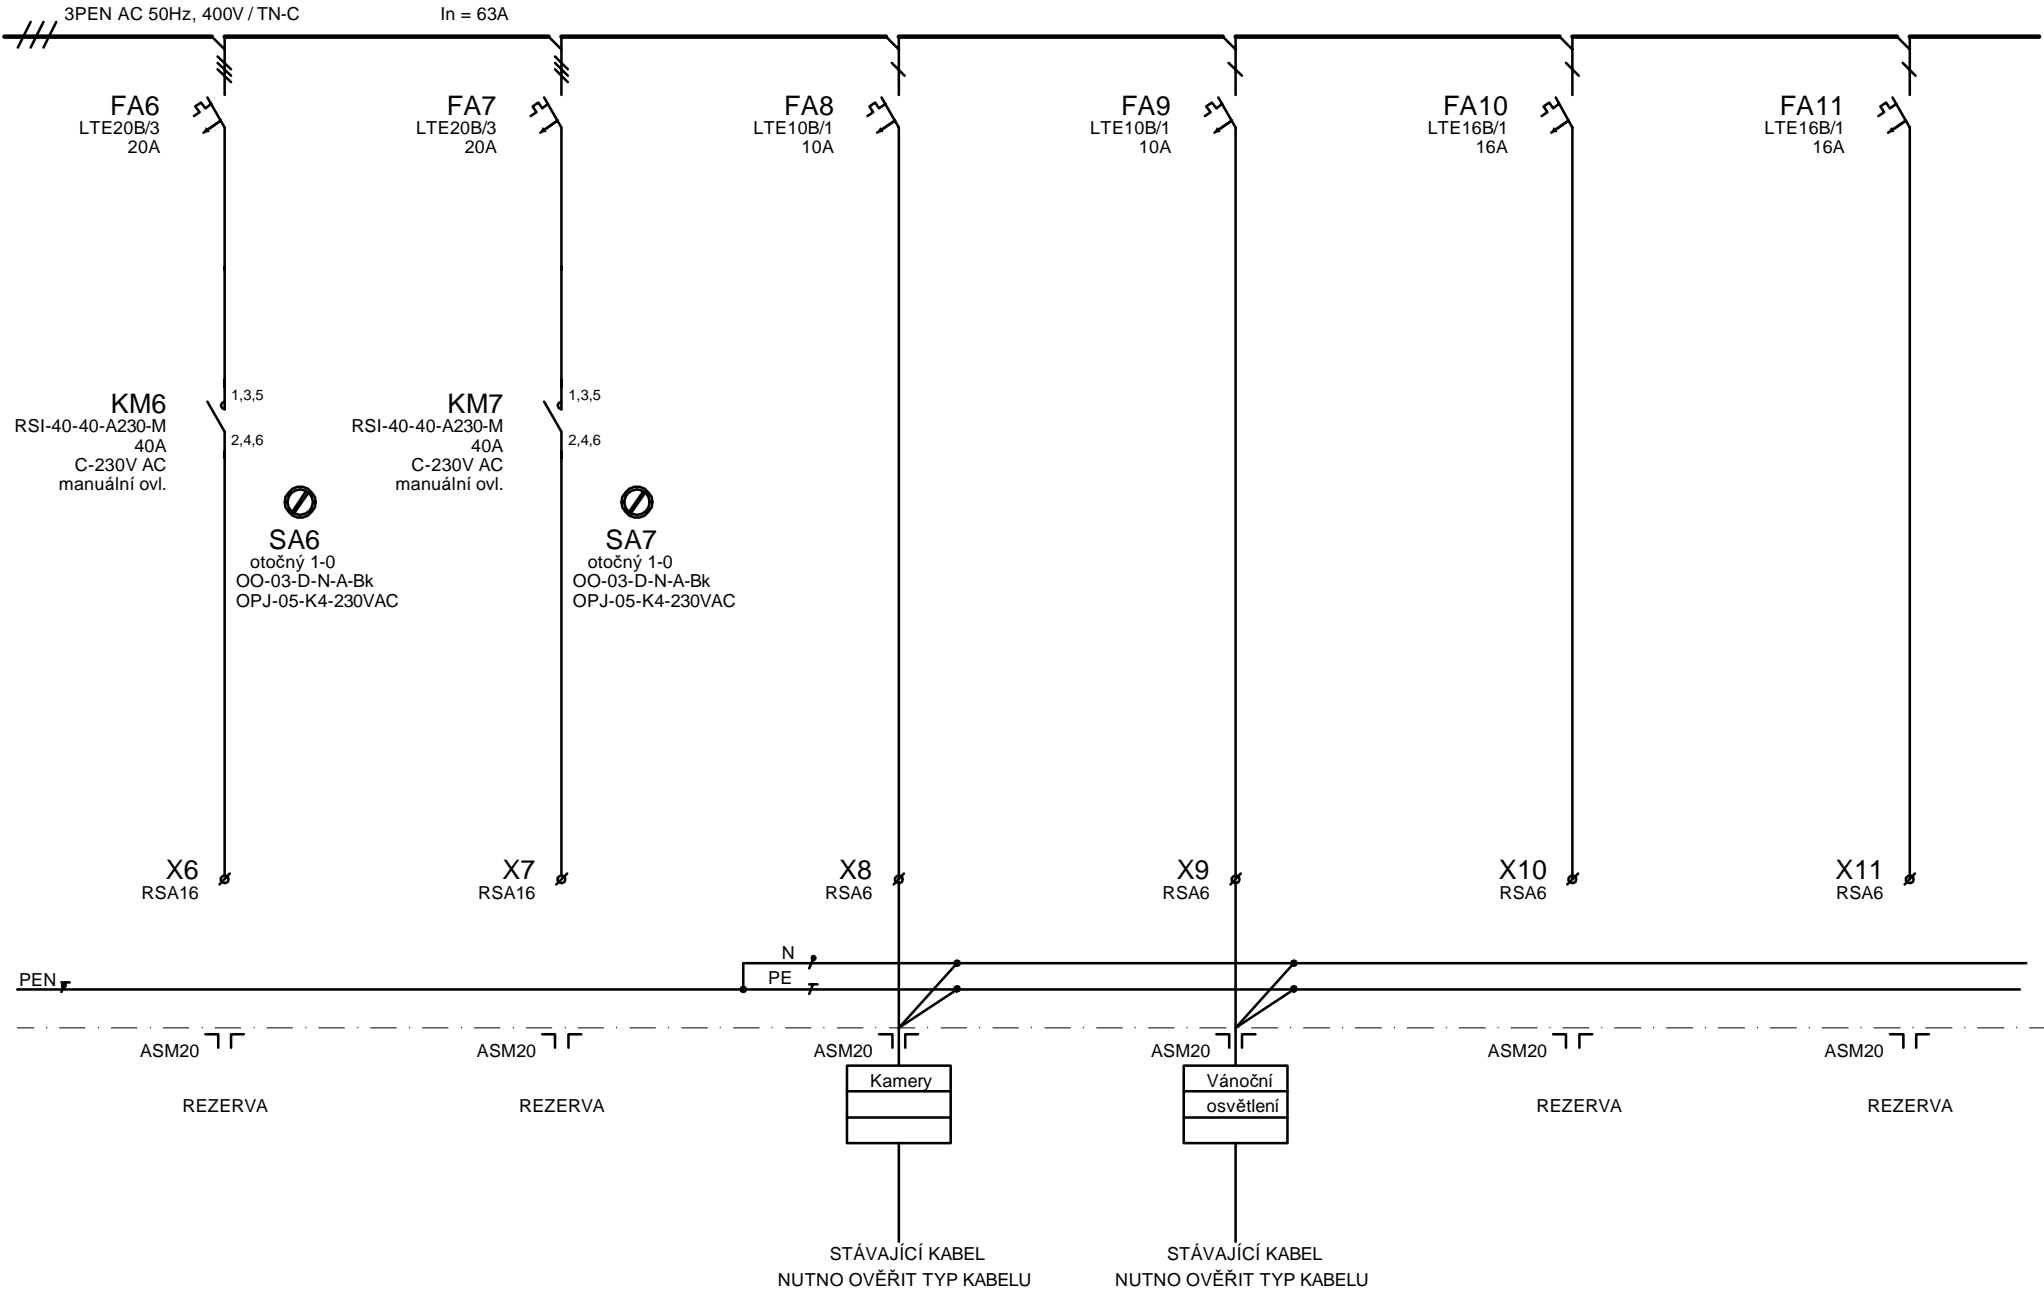 3PEN AC 50Hz, 400V / TN-C
In = 63A
FA6
LTE20B/3
20A
FA7
LTE20B/3
20A
FA8
LTE10B/1
10A
FA9
LTE10B/1
10A
FA10
LTE16B/1
16A
FA11
LTE16B/1
16A
KM6
RSI-40-40-A230-M
40A
C-230V AC
manuální ovl.
1,3,5
2,4,6
KM7
RSI-40-40-A230-M
40A
C-230V AC
manuální ovl.
1,3,5
2,4,6
SA6
otočný 1-0
OO-03-D-N-A-Bk
OPJ-05-K4-230VAC
SA7
otočný 1-0
OO-03-D-N-A-Bk
OPJ-05-K4-230VAC
X6
RSA16
X7
RSA16
X8
RSA6
X9
RSA6
X10
RSA6
X11
RSA6
N
PEN
PE
ASM20
ASM20
ASM20
ASM20
ASM20
ASM20
REZERVA
REZERVA
Kamery
Vánoční
osvětlení
REZERVA
REZERVA
STÁVAJÍCÍ KABEL
NUTNO OVĚŘIT TYP KABELU
STÁVAJÍCÍ KABEL
NUTNO OVĚŘIT TYP KABELU